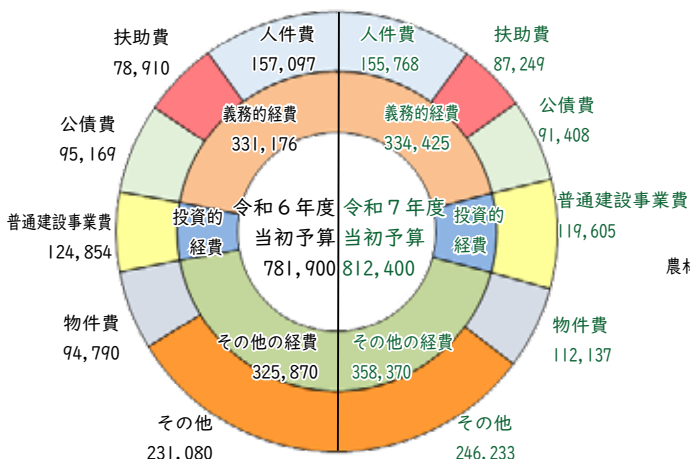 人件費
157,097
人件費
155,768
扶助費
78,910
扶助費
87,249
公債費
95,169
公債費
91,408
義務的経費
331,176
義務的経費
334,425
普通建設事業費
124,854
普通建設事業費
119,605
投資的
経費
投資的
経費
令和6年度
当初予算
781,900
令和7年度
当初予算
812,400
農林
物件費
94,790
物件費
112,137
その他の経費
325,870
その他の経費
358,370
その他
231,080
その他
246,233